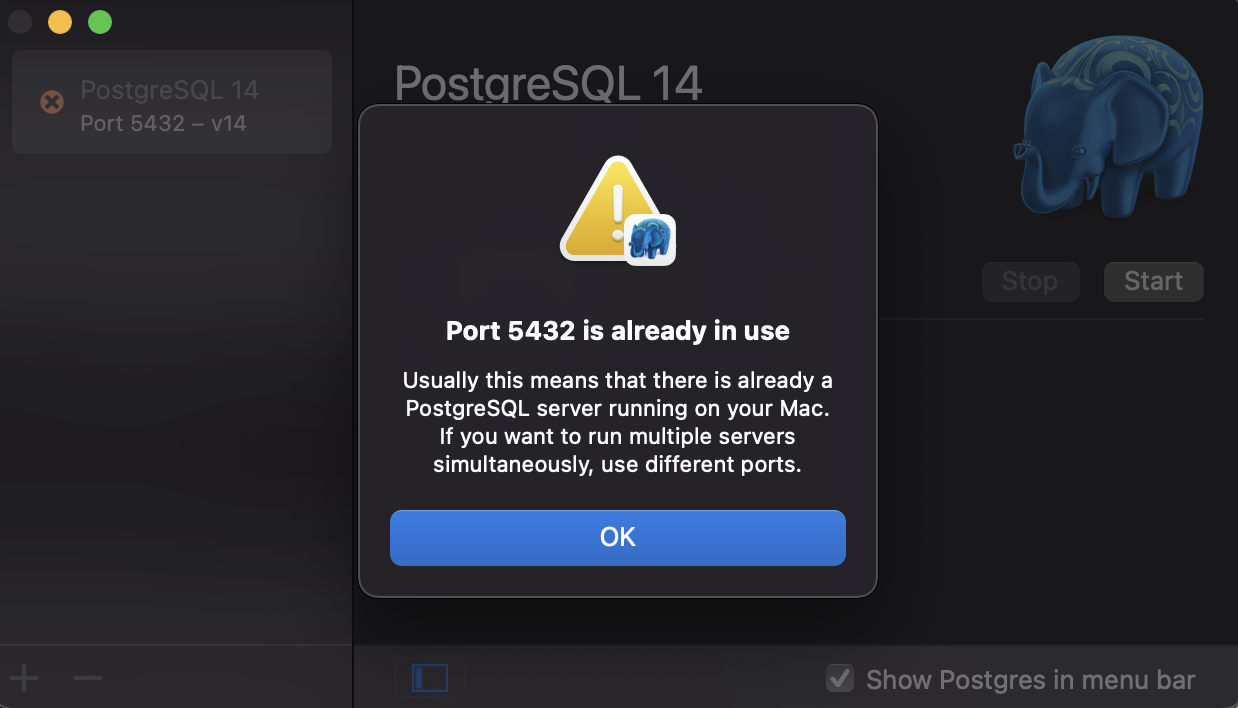 PostgreSQL 14
Port 5432 – v14
PostgreSQL 14
Stop
Start
Port 5432 is already in use
Usually this means that there is already a
PostgreSQL server running on your Mac.
If you want to run multiple servers
simultaneously, use different ports.
OK
Show Postgres in menu bar